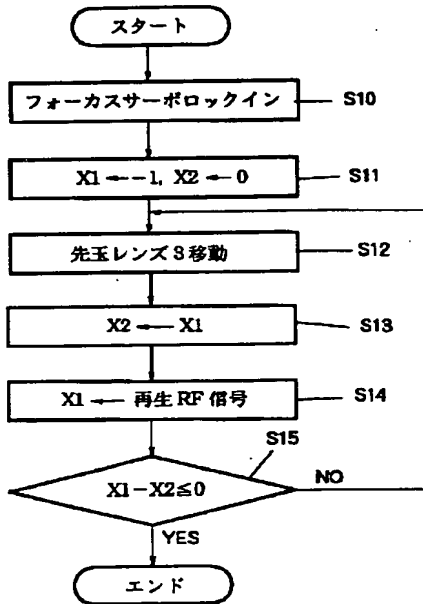 スタート
フォーカスサーボロックイン
S10
X1 ← -1, X2 ← 0
S11
先玉レンズ3移動
S12
X2 ← X1
S13
X1 ← 再生RF信号
S14
S15
X1-X2≦0
NO
YES
エンド